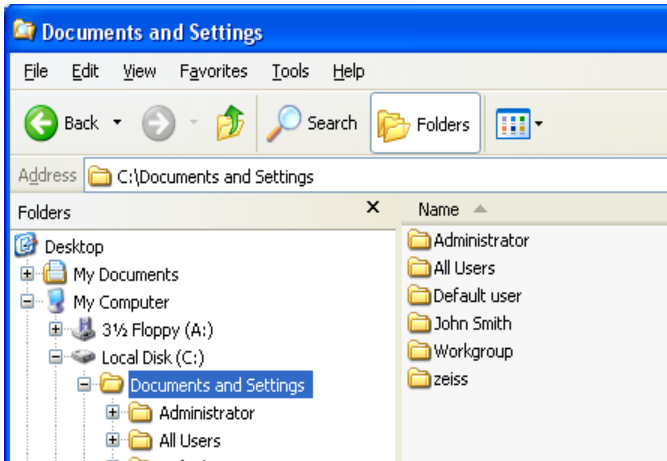 Documents and Settings
File Edit View Favorites Tools Help
Back Search Folders
Address C:\Documents and Settings
Folders X Name
Desktop
My Documents
My Computer
3½ Floppy (A:)
Local Disk (C:)
Documents and Settings
Administrator
All Users
Administrator
All Users
Default user
John Smith
Workgroup
zeiss